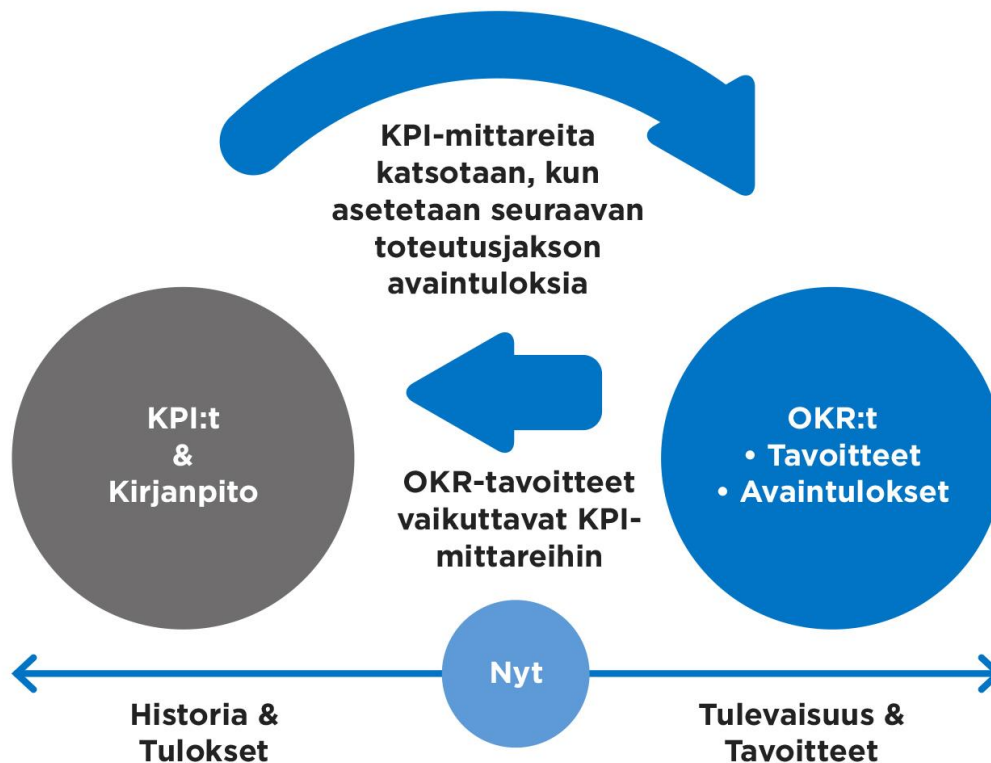 KPI-mittareita
katsotaan, kun
asetetaan seuraavan
toteutusjakson
avaintuloksia
KPI:t
&
Kirjanpito
OKR:t
• Tavoitteet
• Avaintulokset
OKR-tavoitteet
vaikuttavat KPI-
mittareihin
Nyt
Historia &
Tulokset
Tulevaisuus &
Tavoitteet